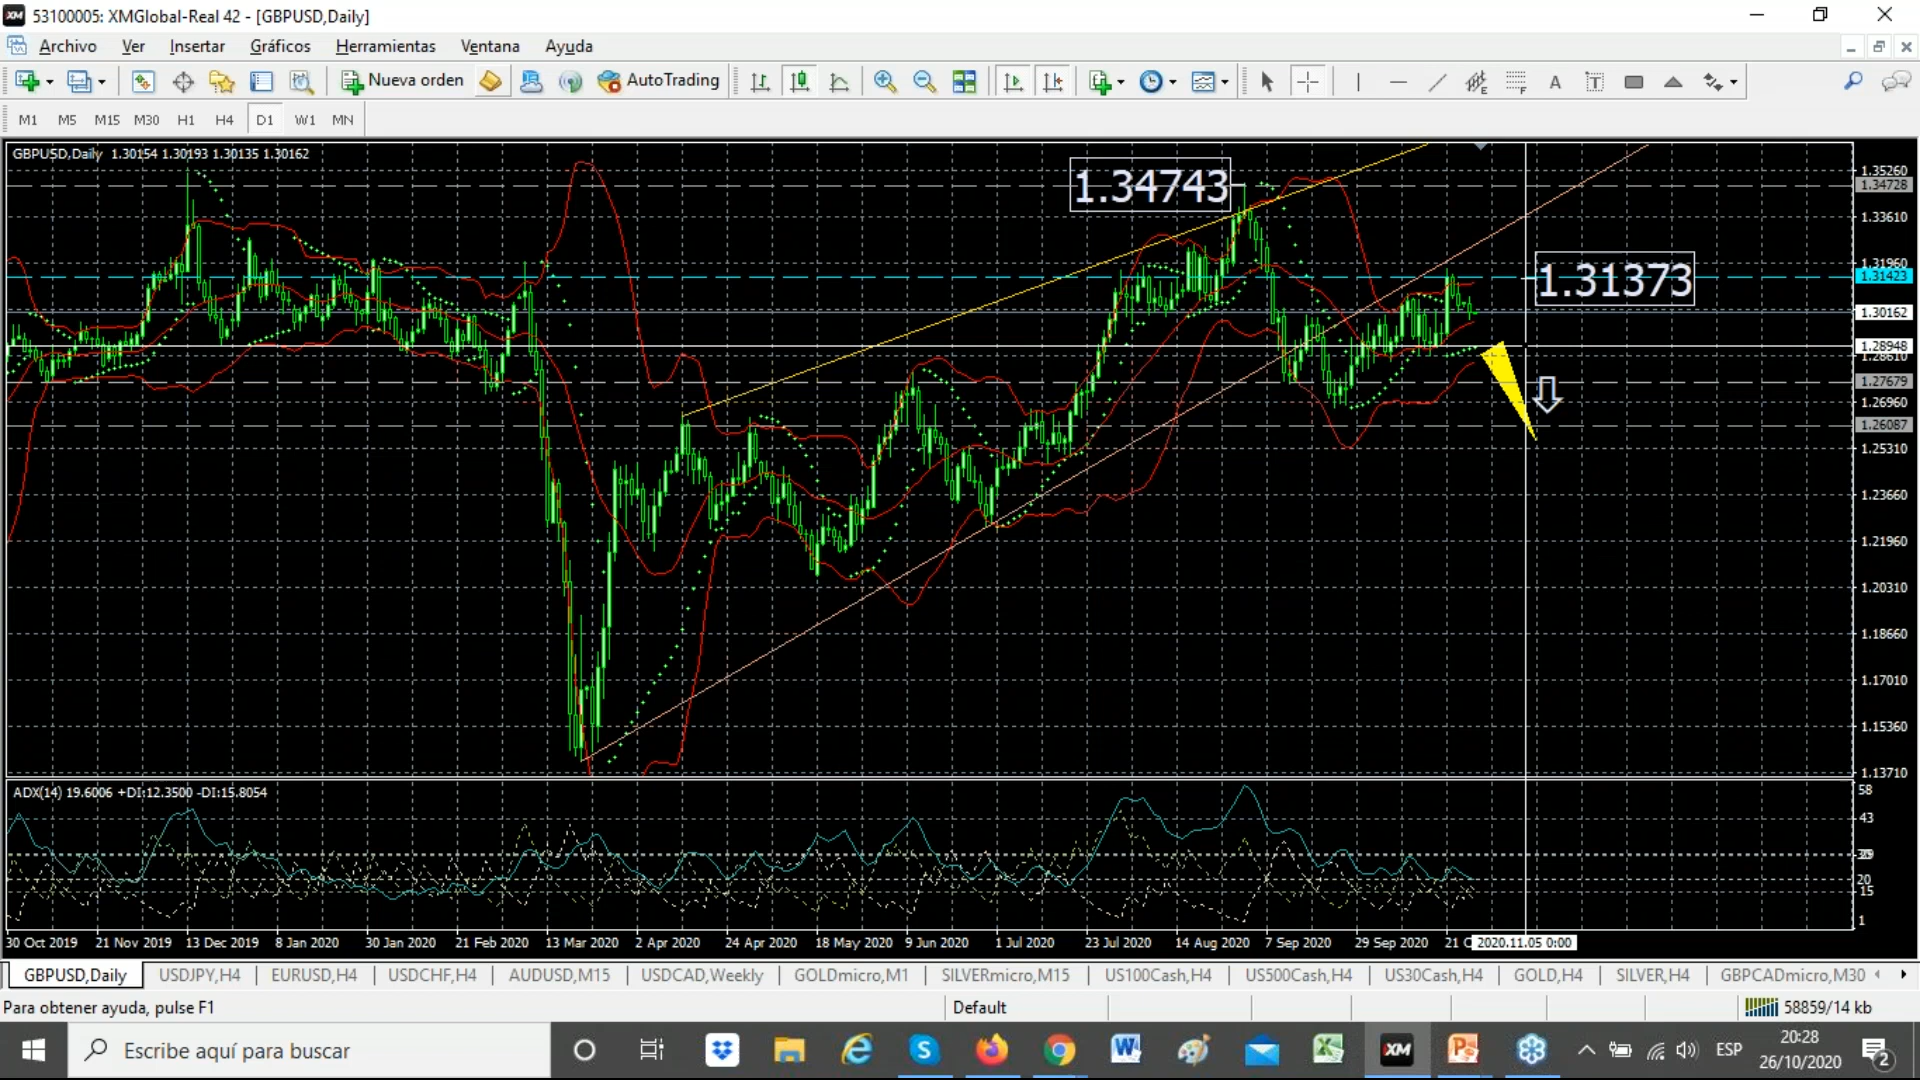 XM 53100005: XMGlobal-Real 42 - [GBPUSD,Daily]
Archivo Ver Insertar Gráficos Herramientas Ventana Ayuda
Nueva orden AutoTrading
M1 M5 M15 M30 H1 H4 D1 W1 MN
GBPUSD,Daily 1.30154 1.30193 1.30135 1.30162
1.34743
1.31373
1.35260
1.34728
1.33610
1.31960
1.31423
1.30162
1.28948
1.27679
1.26960
1.26087
1.25310
1.23660
1.21960
1.20310
1.18660
1.17010
1.15360
1.13710
ADX(14) 19.6006 +DI:12.3500 -DI:15.8054
58
43
20
15
1
30 Oct 2019 21 Nov 2019 13 Dec 2019 8 Jan 2020 30 Jan 2020 21 Feb 2020 13 Mar 2020 2 Apr 2020 24 Apr 2020 18 May 2020 9 Jun 2020 1 Jul 2020 23 Jul 2020 14 Aug 2020 7 Sep 2020 29 Sep 2020 21 2020.11.05 0:00
GBPUSD,Daily USDJPY,H4 EURUSD,H4 USDCHF,H4 AUDUSD,M15 USDCAD,Weekly GOLDmicro,M1 SILVERmicro,M15 US100Cash,H4 US500Cash,H4 US30Cash,H4 GOLD,H4 SILVER,H4 GBPCADmicro,M30
Para obtener ayuda, pulse F1 Default 58859/14 kb
Escribe aquí para buscar XM ESP 20:28
26/10/2020 2